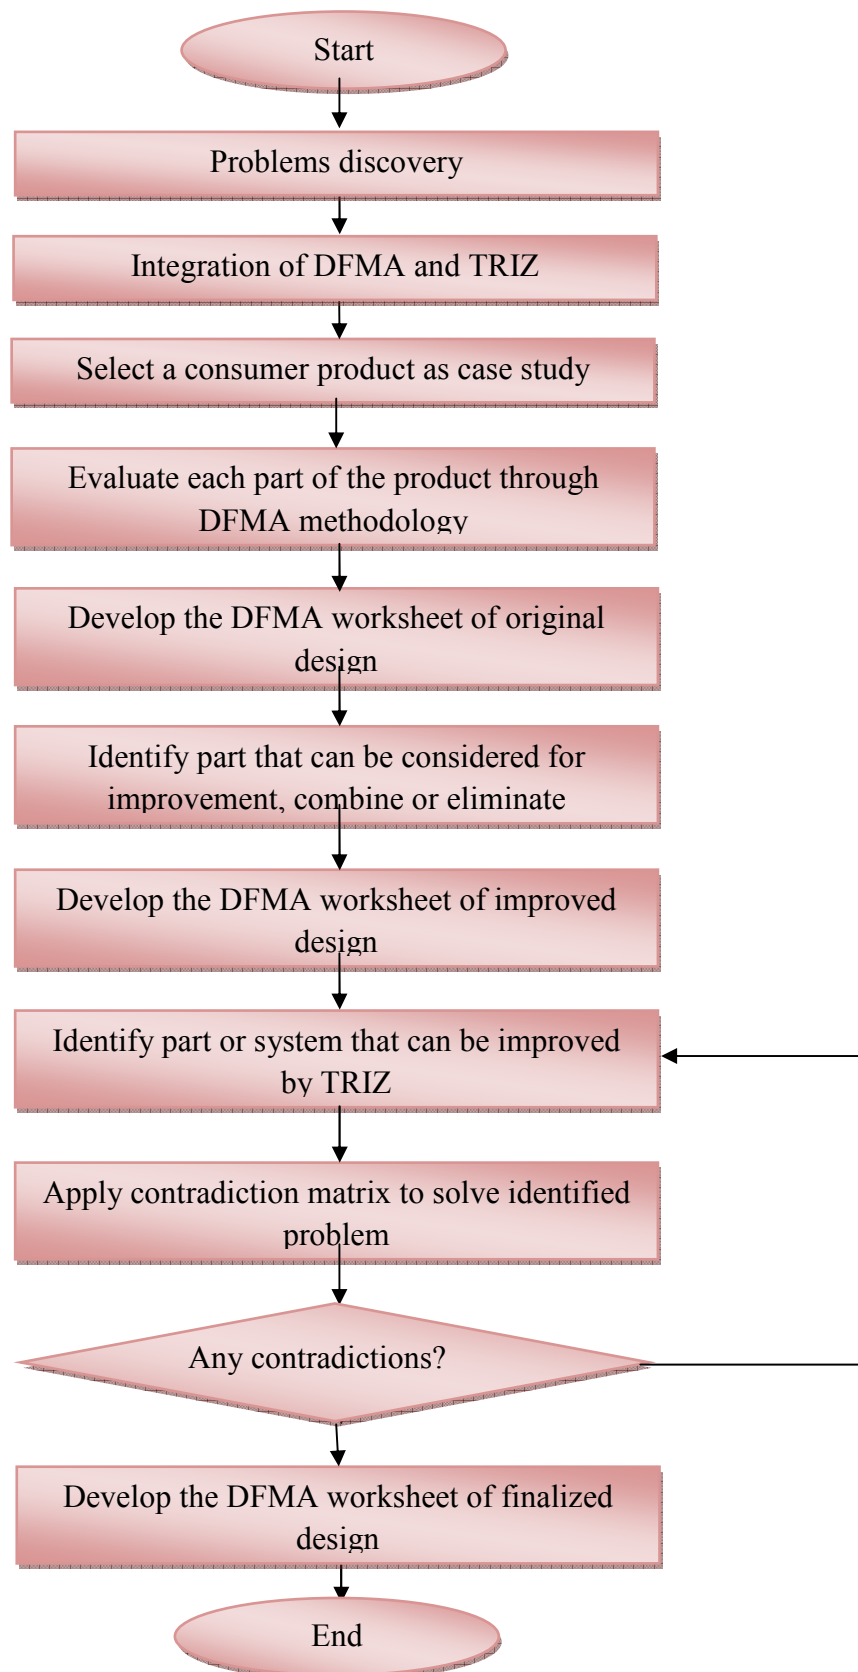 Start
Problems discovery
Integration of DFMA and TRIZ
Select a consumer product as case study
Evaluate each part of the product through
DFMA methodology
Develop the DFMA worksheet of original
design
Identify part that can be considered for
improvement, combine or eliminate
Develop the DFMA worksheet of improved
design
Identify part or system that can be improved
by TRIZ
Apply contradiction matrix to solve identified
problem
Any contradictions?
Develop the DFMA worksheet of finalized
design
End